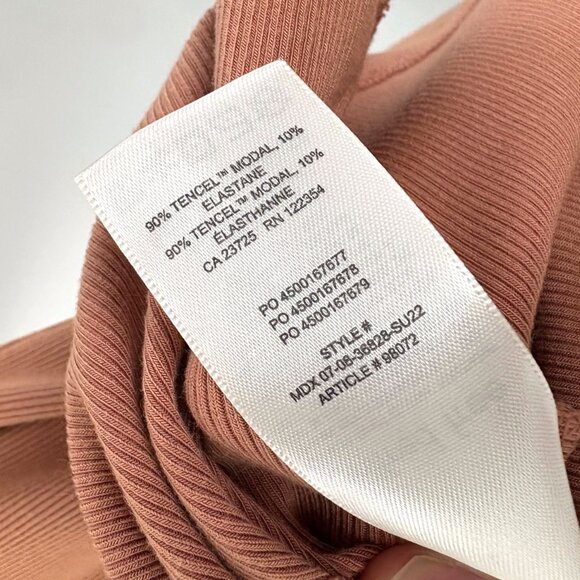 90% TENCEL™ MODAL, 10%
ELASTANE
90% TENCEL™ MODAL, 10%
ÉLASTHANNE
CA 23725 RN 122354
PO 4500167677
PO 4500167678
PO 4500167679
STYLE #
MDX 07-08-36828-SU22
ARTICLE # 98072